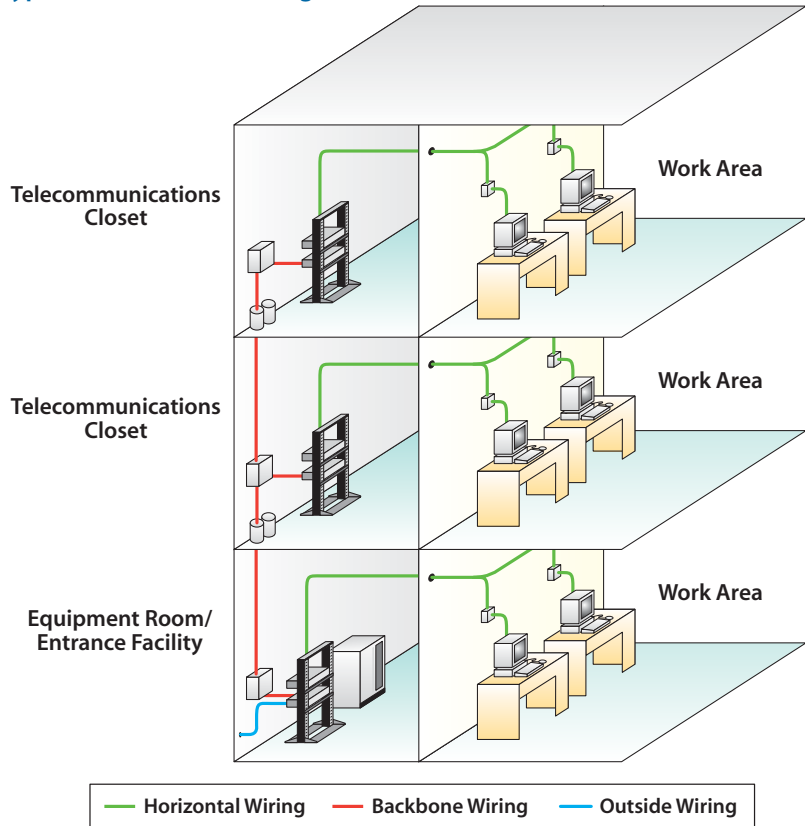 Telecommunications
Closet
Work Area
Telecommunications
Closet
Work Area
Equipment Room/
Entrance Facility
Work Area
Horizontal Wiring
Backbone Wiring
Outside Wiring